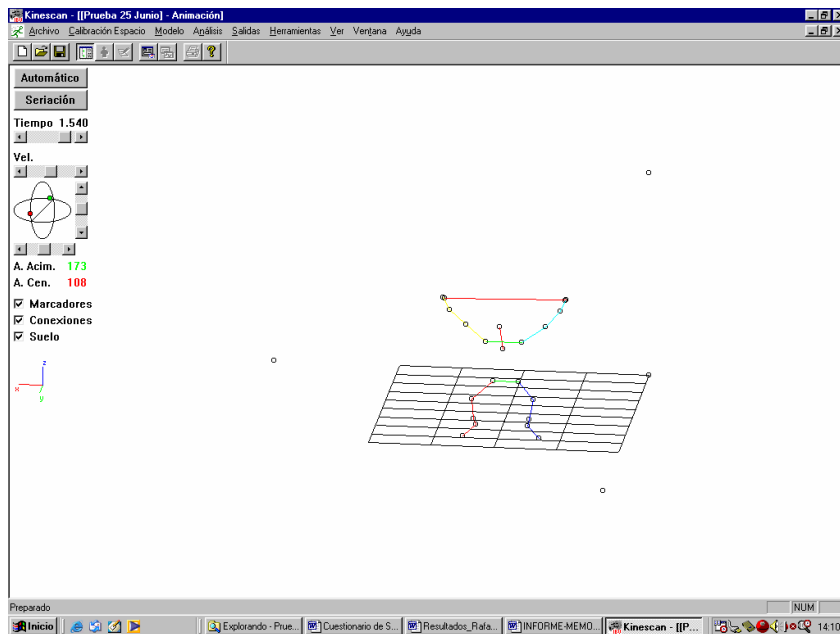 Kinescan - [[Prueba 25 Junio] - Animación]
Archivo Calibración Espacio Modelo Análisis Salidas Herramientas Ver Ventana Ayuda
Automático
Seriación
Tiempo 1.540
Vel.
A. Acim. 173
A. Cen. 108
Marcadores
Conexiones
Suelo
z
x
y
Preparado
NUM
Inicio
Explorando - Prue...
Cuestionario de S...
Resultados_Rafa...
INFORME-MEMO...
Kinescan - [[P...
14:10